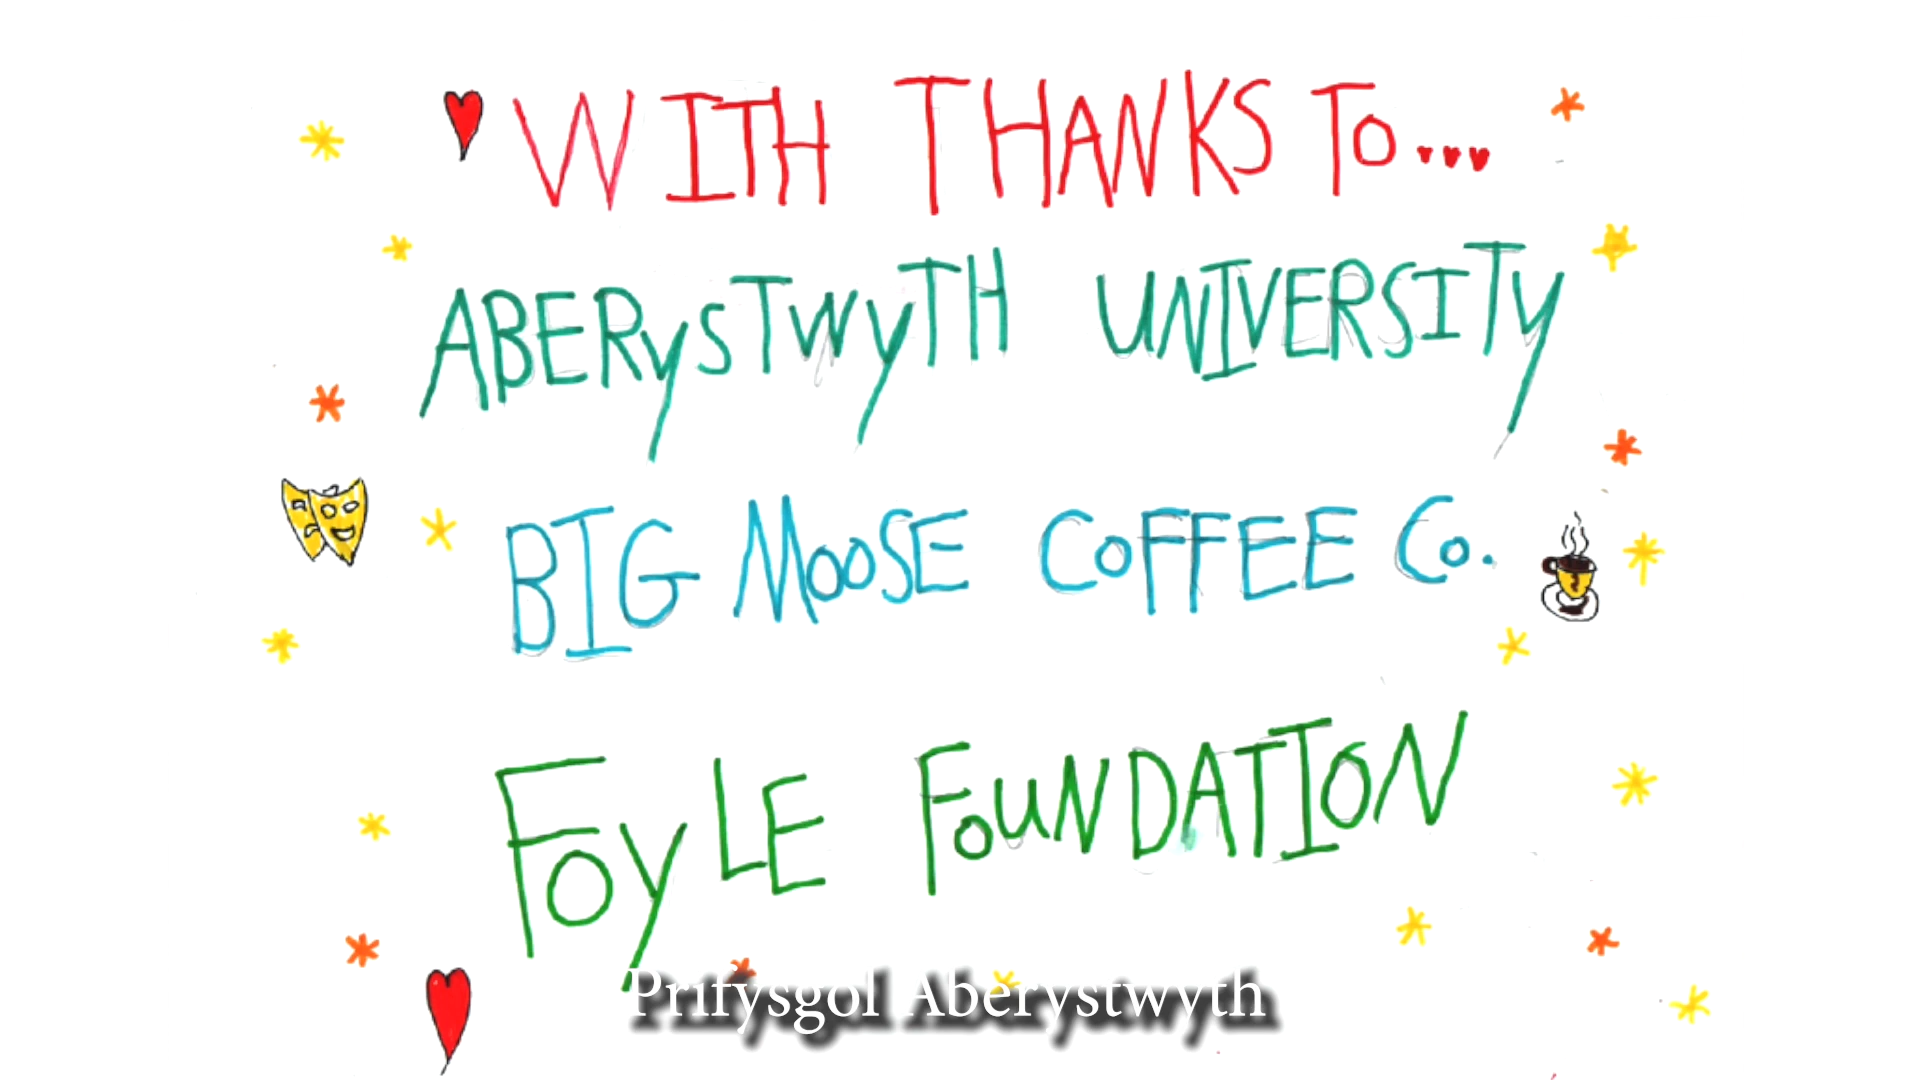 WITH THANKS TO...
ABERYSTWYTH UNIVERSITY
BIG MOOSE COFFEE CO.
FOYLE FOUNDATION
Prifysgol Aberystwyth